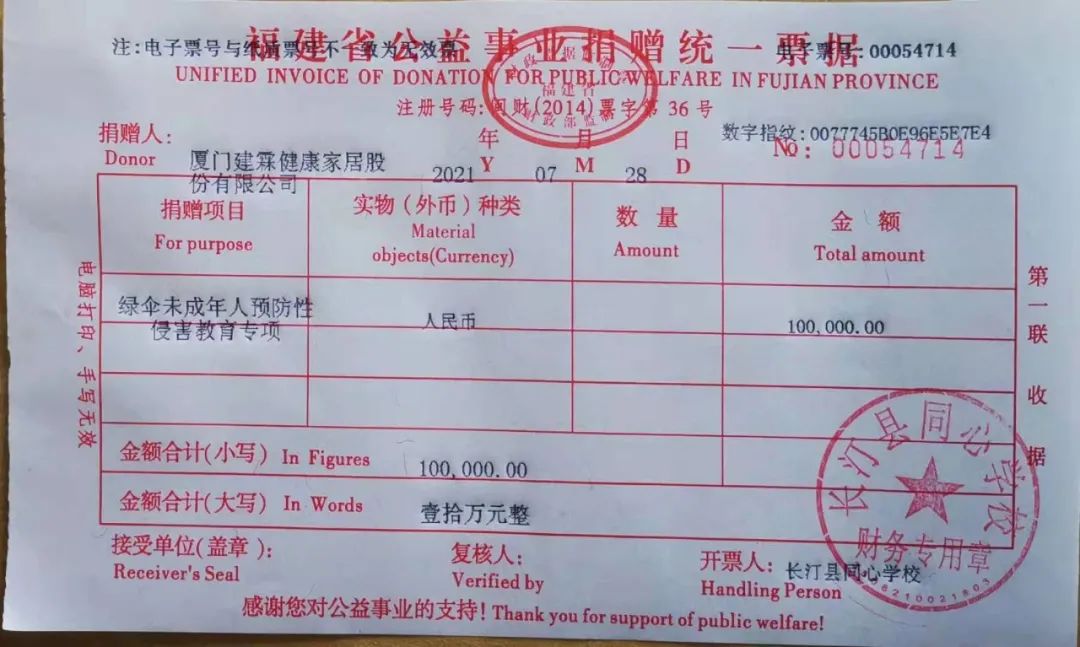 福建省公益事业捐赠统一票据
注:电子票号与纸质票号不一致为无效票
电子票号:00054714
UNIFIED INVOICE OF DONATION FOR PUBLIC WELFARE IN FUJIAN PROVINCE
福建省
财政部监制
注册号码:闽财(2014)票字第 36 号
捐赠人: 年 月 日 数字指纹:0077745B0E96E5E7E4
Donor 厦门建霖健康家居股份有限公司 2021 Y 07 M 28 D No: 00054714
捐赠项目 实物(外币)种类 数 量 金 额
For purpose Material objects(Currency) Amount Total amount
绿伞未成年人预防性 人民币 100,000.00
侵害教育专项
金额合计(小写) In Figures 100,000.00
金额合计(大写) In Words 壹拾万元整
接受单位(盖章): 复核人: 开票人: 长汀县同心学校
Receiver's Seal Verified by Handling Person
感谢您对公益事业的支持! Thank you for support of public welfare!
电脑打印、手写无效
第一联 收据
长汀县同心学校
财务专用章